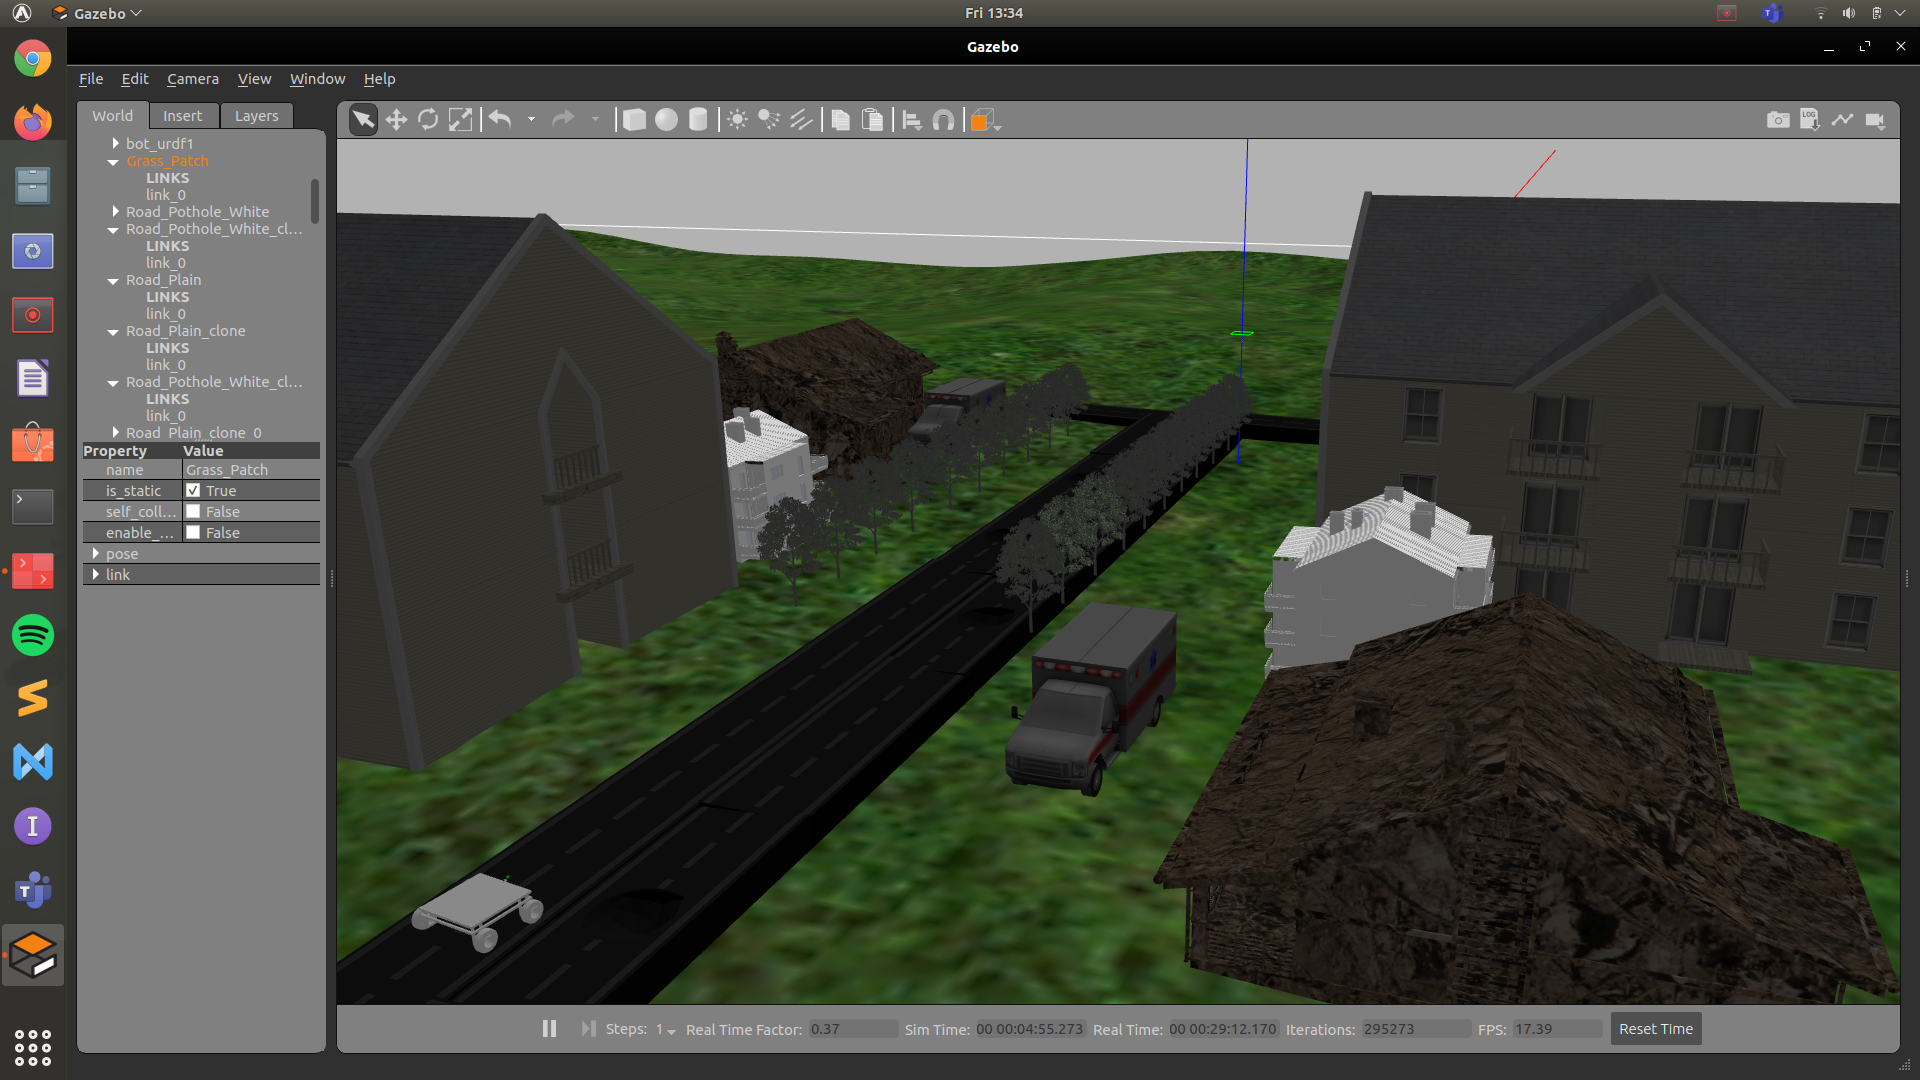 Gazebo
Fri 13:34
Gazebo
File Edit Camera View Window Help
World Insert Layers
bot_urdf1
Grass_Patch
LINKS
link_0
Road_Pothole_White
Road_Pothole_White_cl...
LINKS
link_0
Road_Plain
LINKS
link_0
Road_Plain_clone
LINKS
link_0
Road_Pothole_White_cl...
LINKS
link_0
Road_Plain_clone_0
Property Value
name Grass_Patch
is_static True
self_coll... False
enable_... False
pose
link
LOG
Steps: 1 Real Time Factor: 0.37 Sim Time: 00 00:04:55.273 Real Time: 00 00:29:12.170 Iterations: 295273 FPS: 17.39 Reset Time